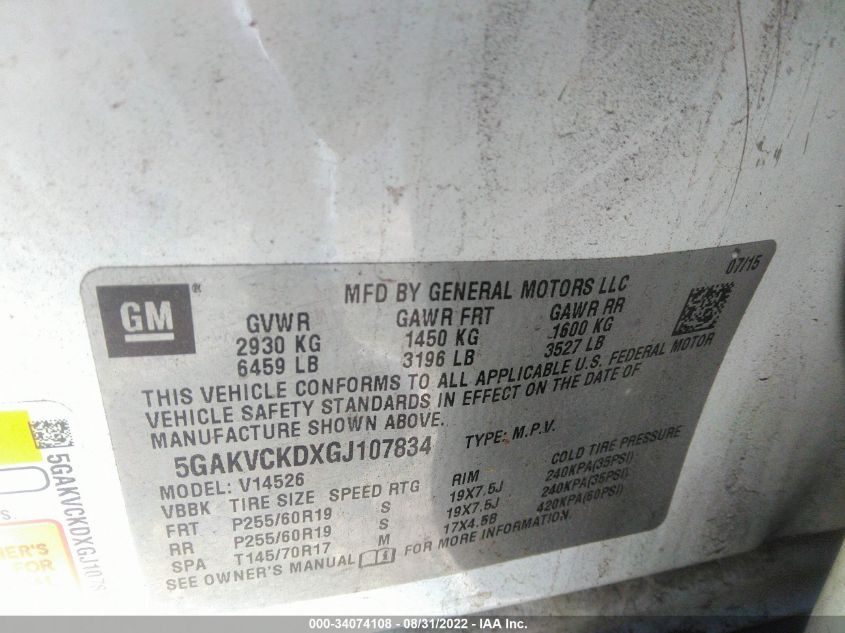 07/15
GM®
MFD BY GENERAL MOTORS LLC
GVWR GAWR FRT GAWR RR
2930 KG 1450 KG 1600 KG
6459 LB 3196 LB 3527 LB
THIS VEHICLE CONFORMS TO ALL APPLICABLE U.S. FEDERAL MOTOR
VEHICLE SAFETY STANDARDS IN EFFECT ON THE DATE OF
MANUFACTURE SHOWN ABOVE.
5GAKVCKDXGJ107834 TYPE: M.P.V.
MODEL: V14526
VBBK TIRE SIZE SPEED RTG RIM COLD TIRE PRESSURE
FRT P255/60R19 S 19X7.5J 240KPA(35PSI)
RR P255/60R19 S 19X7.5J 240KPA(35PSI)
SPA T145/70R17 M 17X4.5B 420KPA(60PSI)
SEE OWNER'S MANUAL FOR MORE INFORMATION.
5GAKVCKDXGJ107
S.
ER'S
FOR
000-34074108 - 08/31/2022 - IAA Inc.